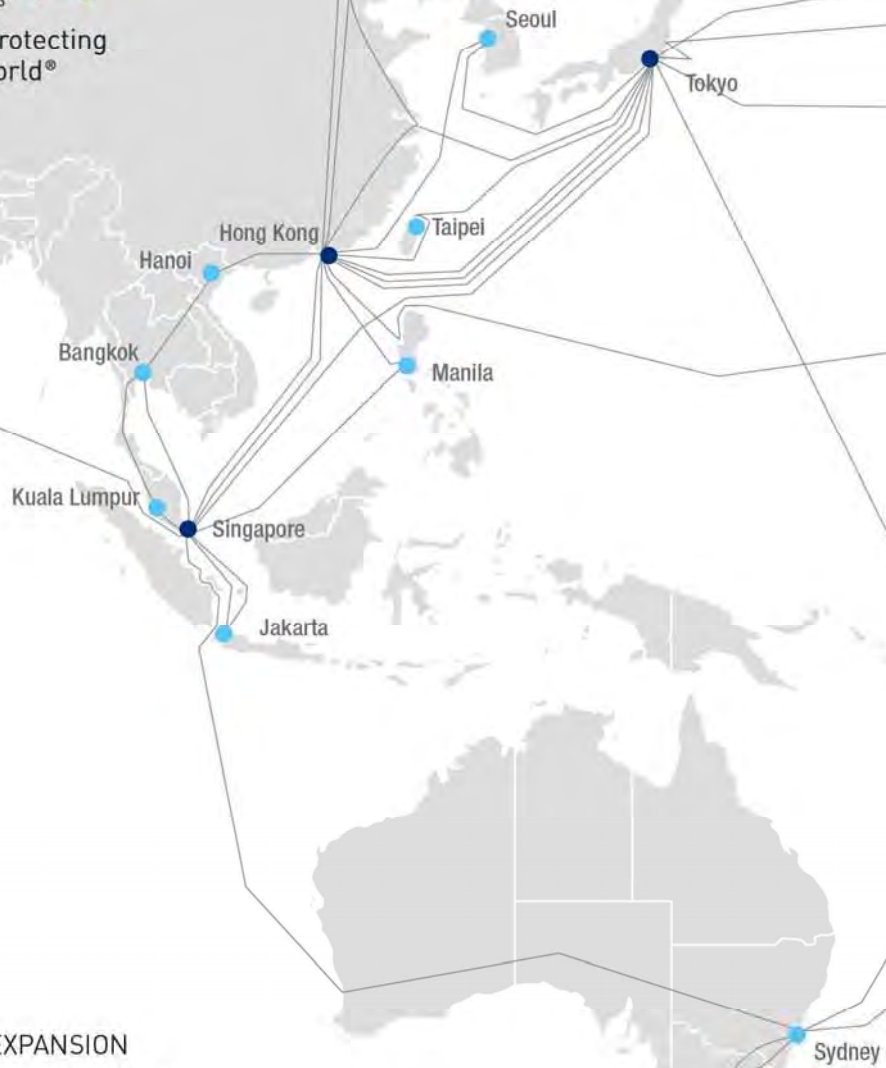 rotecting
orld®
Seoul
Tokyo
Hong Kong
Taipei
Hanoi
Bangkok
Manila
Kuala Lumpur
Singapore
Jakarta
EXPANSION
Sydney